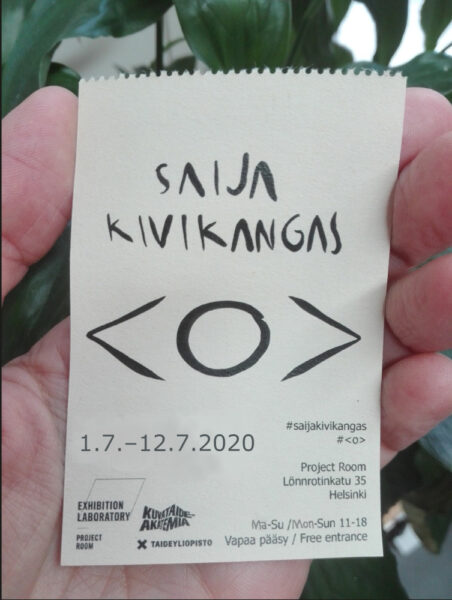 SAIJA
KIVIKANGAS
<O>
#saijakivikangas
#<o>
1.7.–12.7.2020
Project Room
Lönnrotinkatu 35
Helsinki
EXHIBITION
LABORATORY
PROJECT
ROOM
KUVATAIDE-
AKATEMIA
X TAIDEYLIOPISTO
Ma-Su /Mon-Sun 11-18
Vapaa pääsy / Free entrance